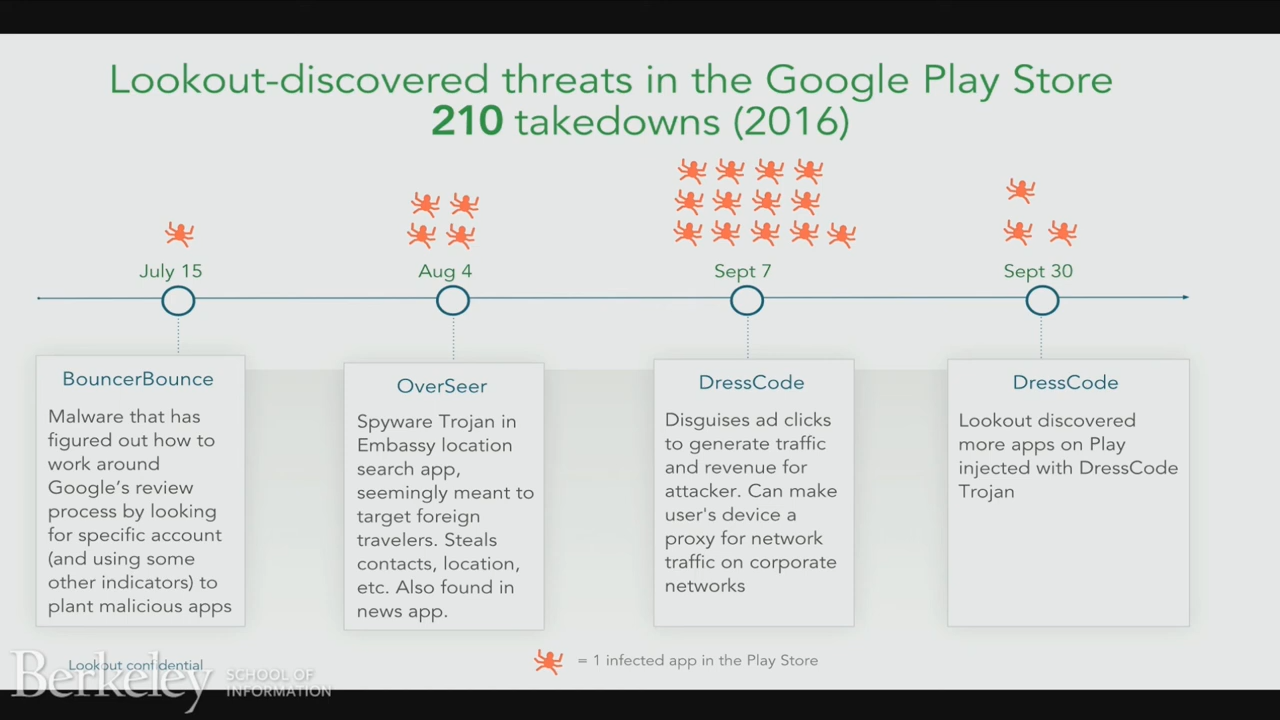 Lookout-discovered threats in the Google Play Store
210 takedowns (2016)
July 15
Aug 4
Sept 7
Sept 30
BouncerBounce
Malware that has
figured out how to
work around
Google's review
process by looking
for specific account
(and using some
other indicators) to
plant malicious apps
OverSeer
Spyware Trojan in
Embassy location
search app,
seemingly meant to
target foreign
travelers. Steals
contacts, location,
etc. Also found in
news app.
DressCode
Disguises ad clicks
to generate traffic
and revenue for
attacker. Can make
user's device a
proxy for network
traffic on corporate
networks
DressCode
Lookout discovered
more apps on Play
injected with DressCode
Trojan
= 1 infected app in the Play Store
Lookout confidential
Berkeley
SCHOOL OF
INFORMATION